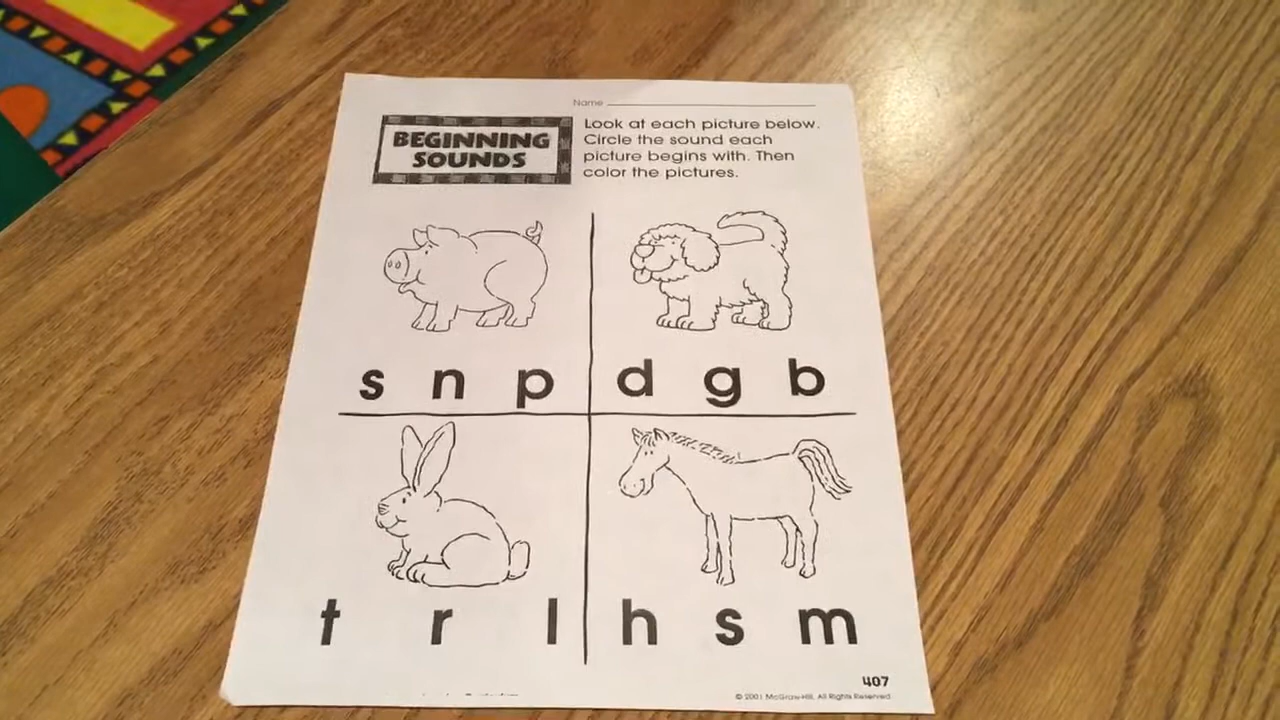 Name
BEGINNING
SOUNDS
Look at each picture below.
Circle the sound each
picture begins with. Then
color the pictures.
s n p
d g b
t r l
h s m
407
© 2001 McGraw-Hill. All Rights Reserved